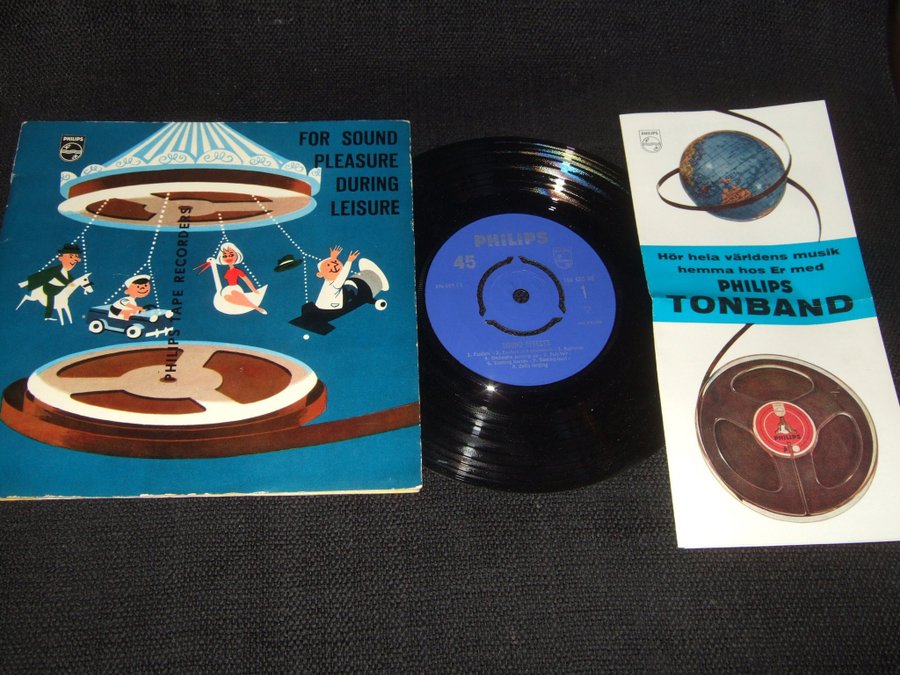 PHILIPS
FOR SOUND
PLEASURE
DURING
LEISURE
PHILIPS TAPE RECORDERS
PHILIPS
45
1
SOUND EFFECTS
PHILIPS
Hör hela världens musik
hemma hos Er med
PHILIPS
TONBAND
PHILIPS